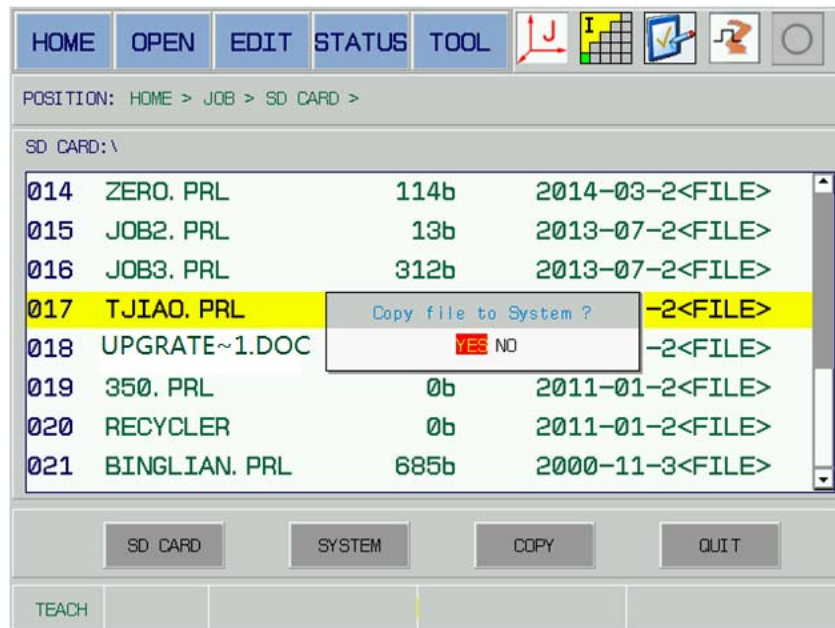 HOME OPEN EDIT STATUS TOOL J I
POSITION: HOME > JOB > SD CARD >
SD CARD:\
014 ZERO. PRL 114b 2014-03-2<FILE>
015 JOB2. PRL 13b 2013-07-2<FILE>
016 JOB3. PRL 312b 2013-07-2<FILE>
017 TJIAO. PRL -2<FILE>
Copy file to System ?
YES NO
018 UPGRATE~1.DOC -2<FILE>
019 350. PRL 0b 2011-01-2<FILE>
020 RECYCLER 0b 2011-01-2<FILE>
021 BINGLIAN. PRL 685b 2000-11-3<FILE>
SD CARD SYSTEM COPY QUIT
TEACH